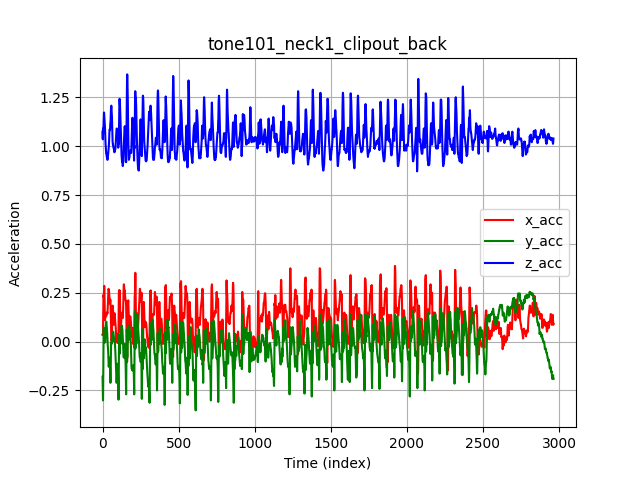 tone101_neck1_clipout_back
1.25
1.00
0.75
0.50
0.25
0.00
−0.25
Acceleration
x_acc
y_acc
z_acc
0 500 1000 1500 2000 2500 3000
Time (index)